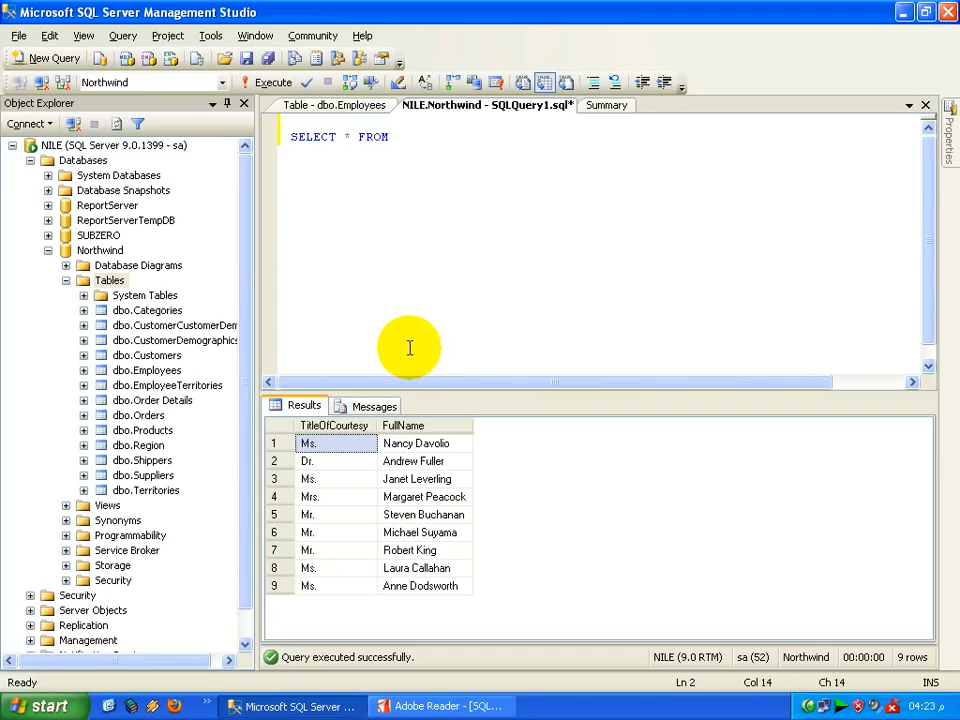 Microsoft SQL Server Management Studio
File Edit View Query Project Tools Window Community Help
New Query
Northwind Execute
Object Explorer
Connect
NILE (SQL Server 9.0.1399 - sa)
Databases
System Databases
Database Snapshots
ReportServer
ReportServerTempDB
SUBZERO
Northwind
Database Diagrams
Tables
System Tables
dbo.Categories
dbo.CustomerCustomerDem
dbo.CustomerDemographics
dbo.Customers
dbo.Employees
dbo.EmployeeTerritories
dbo.Order Details
dbo.Orders
dbo.Products
dbo.Region
dbo.Shippers
dbo.Suppliers
dbo.Territories
Views
Synonyms
Programmability
Service Broker
Storage
Security
Security
Server Objects
Replication
Management
Table - dbo.Employees NILE.Northwind - SQLQuery1.sql* Summary
SELECT * FROM
Properties
Results Messages
TitleOfCourtesy FullName
1 Ms. Nancy Davolio
2 Dr. Andrew Fuller
3 Ms. Janet Leverling
4 Mrs. Margaret Peacock
5 Mr. Steven Buchanan
6 Mr. Michael Suyama
7 Mr. Robert King
8 Ms. Laura Callahan
9 Ms. Anne Dodsworth
Query executed successfully. NILE (9.0 RTM) sa (52) Northwind 00:00:00 9 rows
Ready Ln 2 Col 14 Ch 14 INS
start Microsoft SQL Server ... Adobe Reader - [SQL... 04:23 م